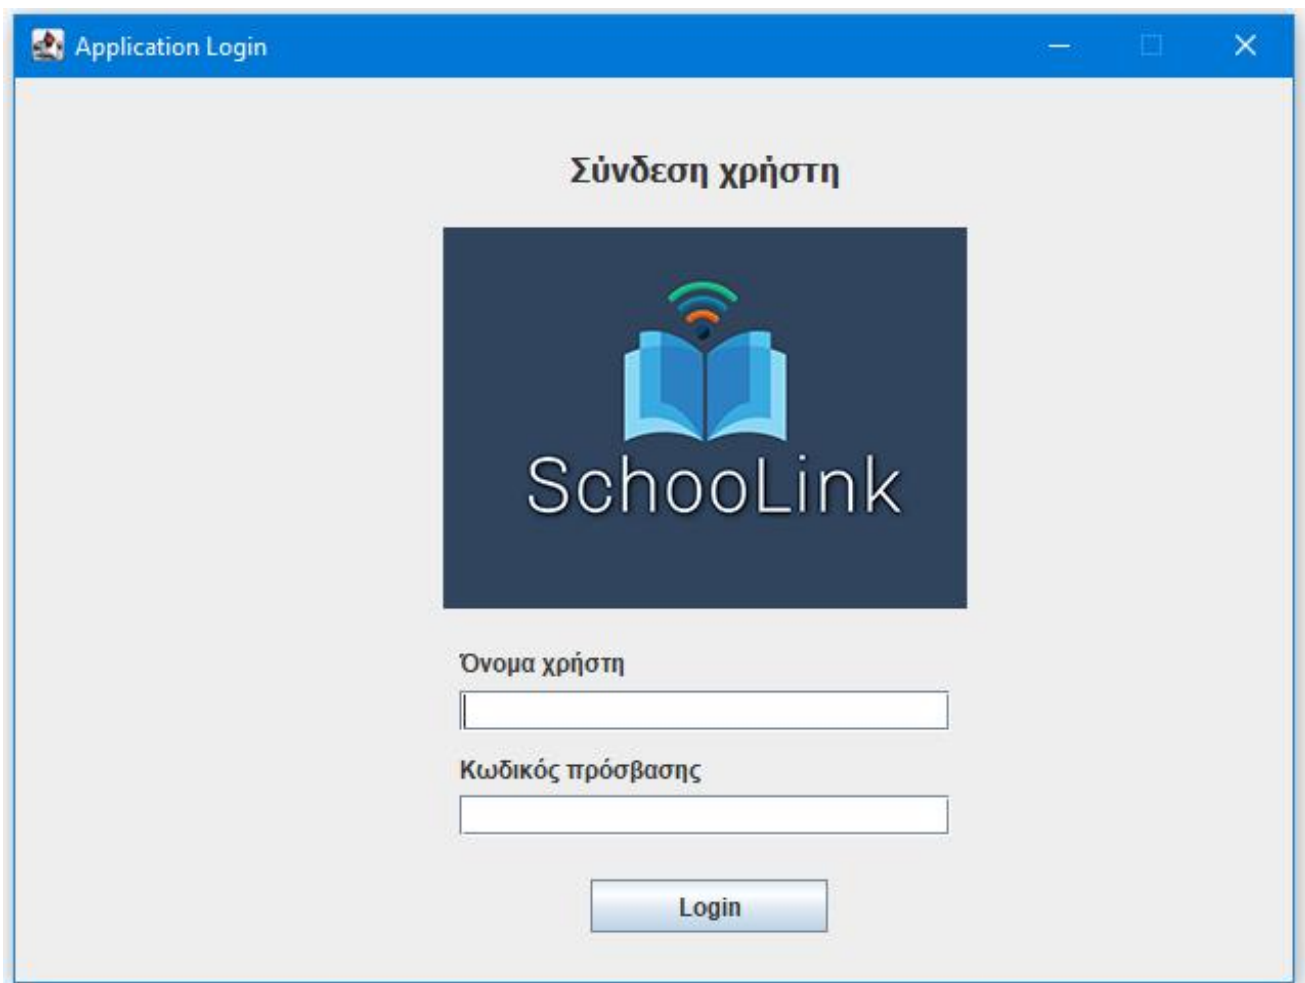 Application Login
Σύνδεση χρήστη
SchooLink
Όνομα χρήστη
Κωδικός πρόσβασης
Login